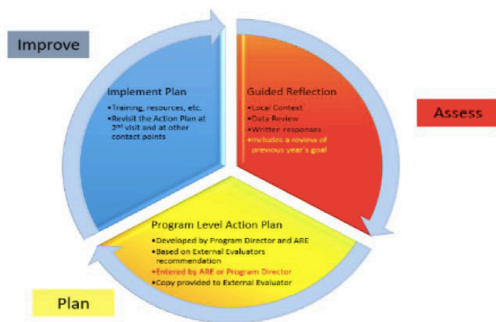 Improve
Implement Plan
•Training, resources, etc.
•Revisit the Action Plan at
2nd visit and at other
contact points
Guided Reflection
•Local Context
•Data Review
•Written responses
•Includes a review of
previous year's goal
Assess
Program Level Action Plan
•Developed by Program Director and ARE
•Based on External Evaluators
recommendation
•Entered by ARE or Program Director
•Copy provided to External Evaluator
Plan